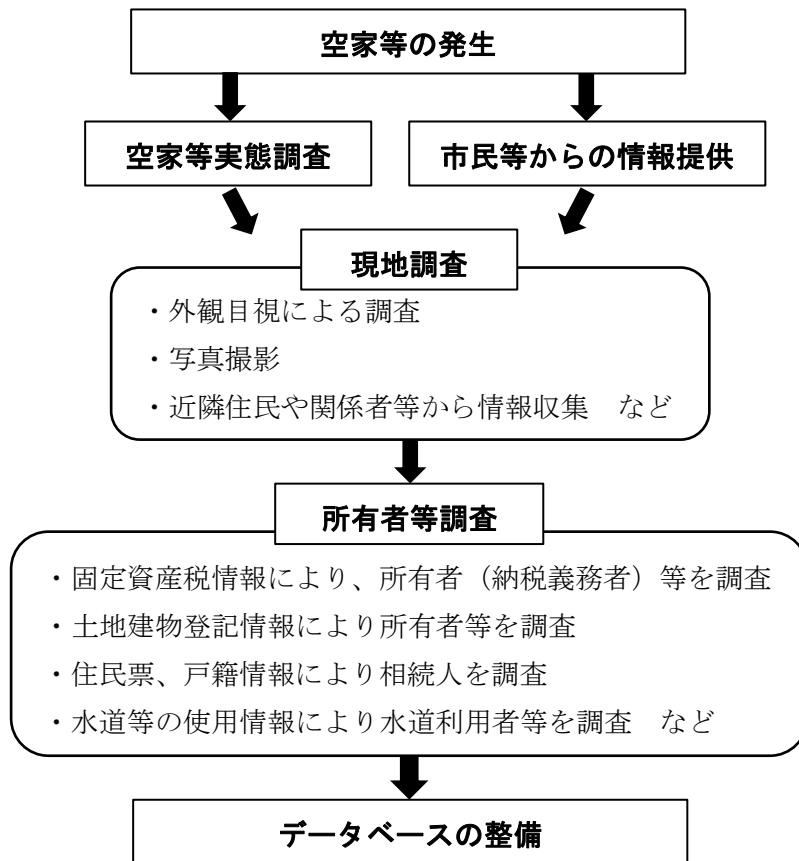 空家等の発生
空家等実態調査
市民等からの情報提供
現地調査
・外観目視による調査
・写真撮影
・近隣住民や関係者等から情報収集　など
所有者等調査
・固定資産税情報により、所有者（納税義務者）等を調査
・土地建物登記情報により所有者等を調査
・住民票、戸籍情報により相続人を調査
・水道等の使用情報により水道利用者等を調査　など
データベースの整備